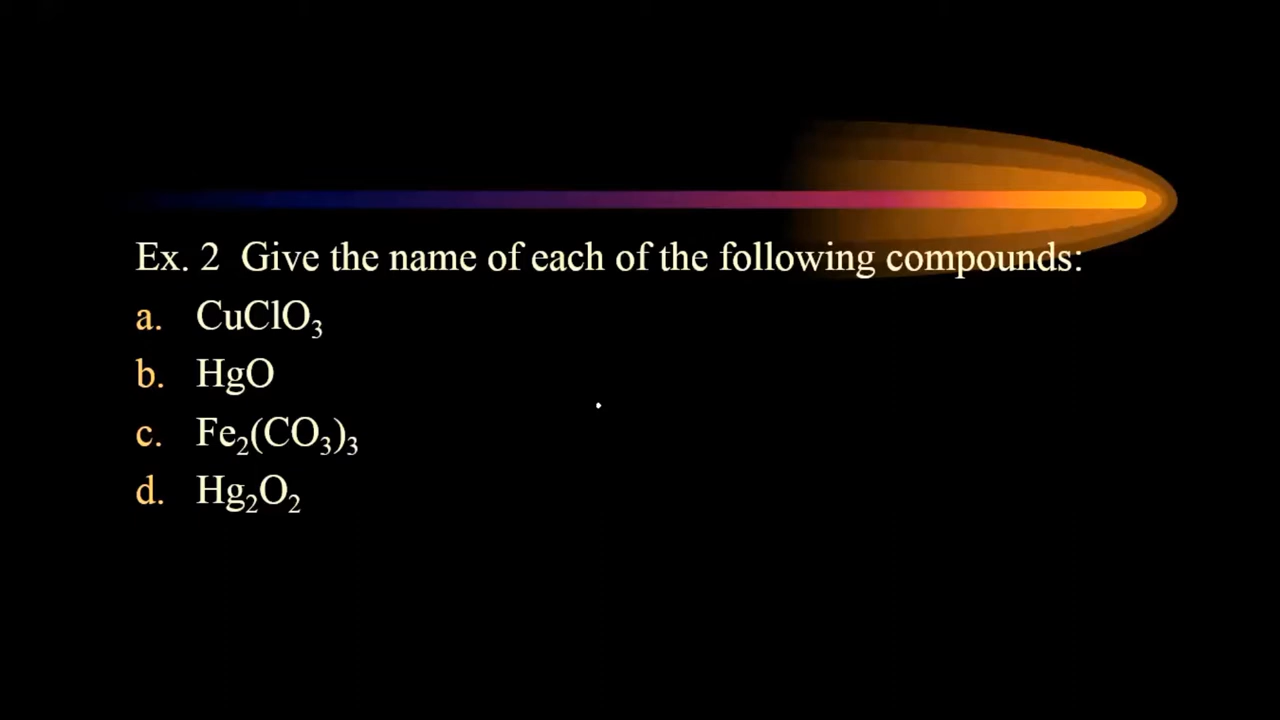 Ex. 2 Give the name of each of the following compounds:
a. CuClO₃
b. HgO
c. Fe₂(CO₃)₃
d. Hg₂O₂